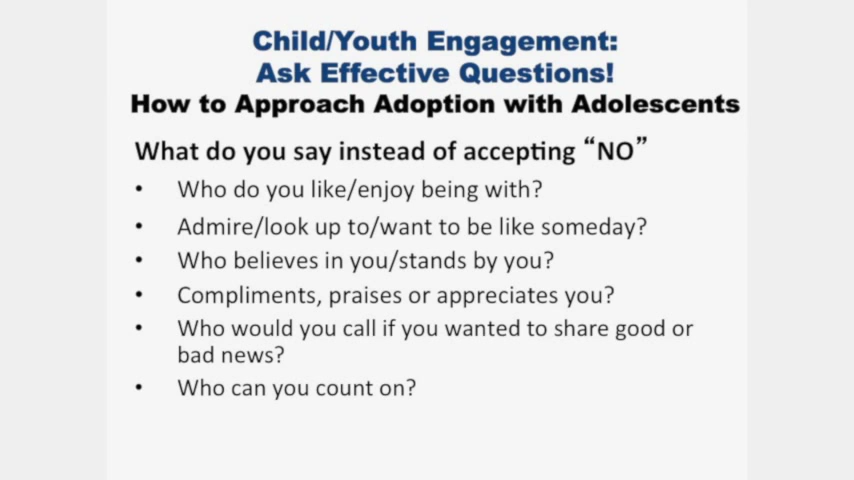 Child/Youth Engagement:
Ask Effective Questions!
How to Approach Adoption with Adolescents
What do you say instead of accepting “NO”
• Who do you like/enjoy being with?
• Admire/look up to/want to be like someday?
• Who believes in you/stands by you?
• Compliments, praises or appreciates you?
• Who would you call if you wanted to share good or
bad news?
• Who can you count on?